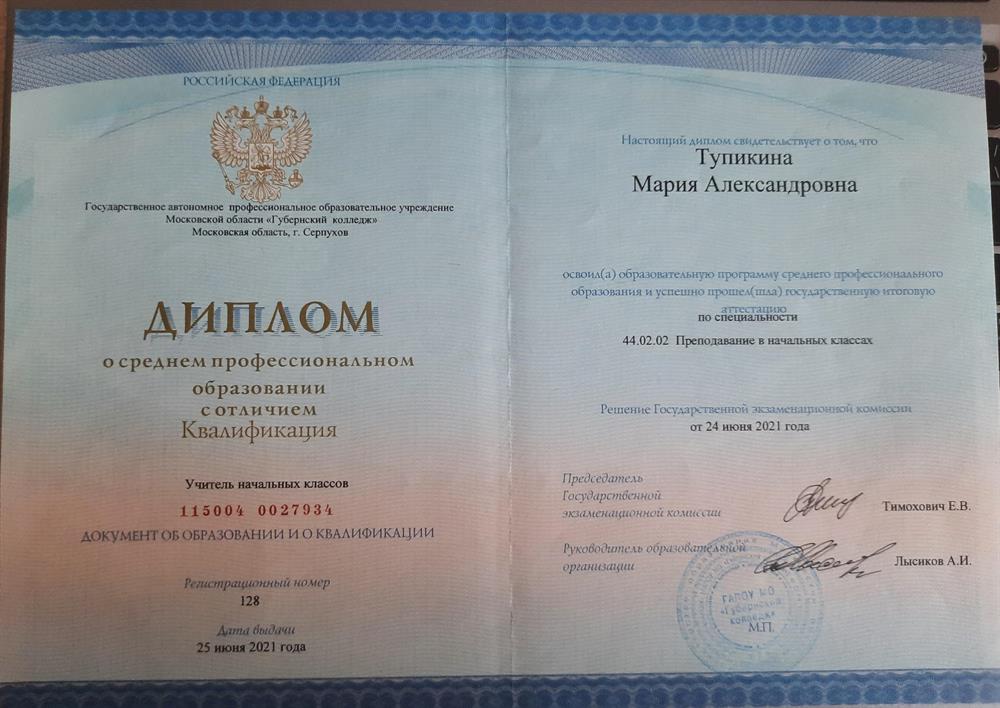 РОССИЙСКАЯ ФЕДЕРАЦИЯ
Государственное автономное профессиональное образовательное учреждение
Московской области «Губернский колледж»
Московская область, г. Серпухов
ДИПЛОМ
о среднем профессиональном
образовании
с отличием
Квалификация
Учитель начальных классов
115004 0027934
ДОКУМЕНТ ОБ ОБРАЗОВАНИИ И О КВАЛИФИКАЦИИ
Регистрационный номер
128
Дата выдачи
25 июня 2021 года
Настоящий диплом свидетельствует о том, что
Тупикина
Мария Александровна
освоил(а) образовательную программу среднего профессионального
образования и успешно прошел(шла) государственную итоговую
аттестацию
по специальности
44.02.02 Преподавание в начальных классах
Решение Государственной экзаменационной комиссии
от 24 июня 2021 года
Председатель
Государственной
экзаменационной комиссии
Тимохович Е.В.
Руководитель образовательной
организации
Лысиков А.И.
ГАПОУ МО
«Губернский
колледж»
М.П.